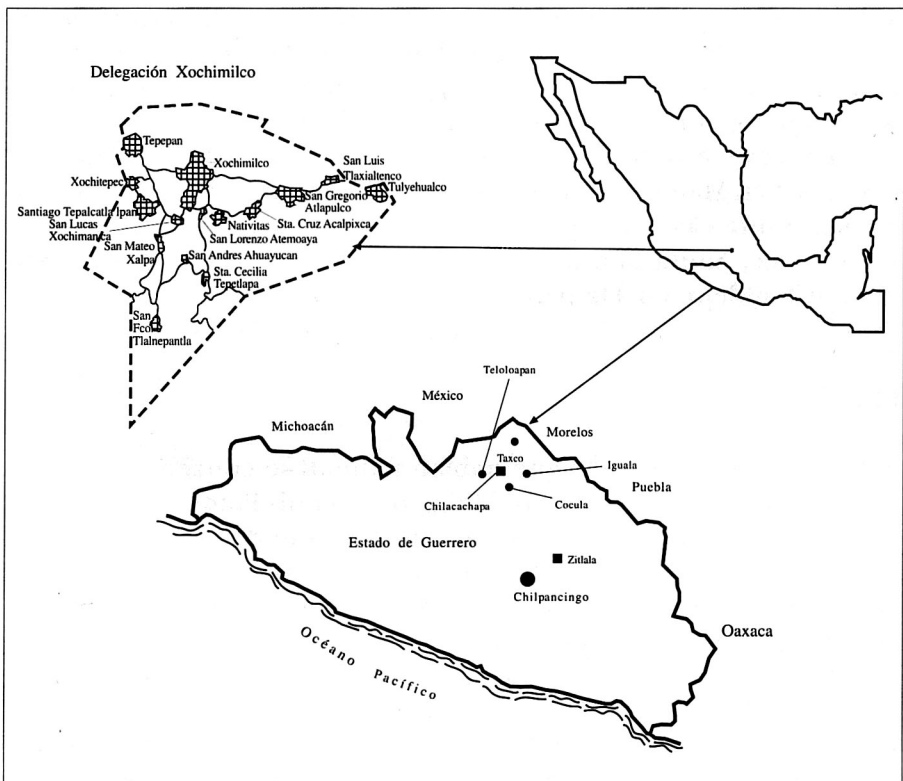 Delegación Xochimilco
Tepepan
Xochimilco
San Luis
Tlaxialtenco
Tulyehualco
Xochitepec
San Gregorio
Atlapulco
Santiago Tepalcatla lpan
Sta. Cruz Acalpixca
San Lucas
Xochimanca
Nativitas
San Lorenzo Atemoaya
San Mateo
Xalpa
San Andres Ahuayucan
Sta. Cecilia
Tepetlapa
San
Fco.
Tlalnepantla
Teloloapan
México
Michoacán
Morelos
Taxco
Iguala
Puebla
Chilacachapa
Cocula
Estado de Guerrero
Zitlala
Chilpancingo
Oaxaca
Océano Pacífico